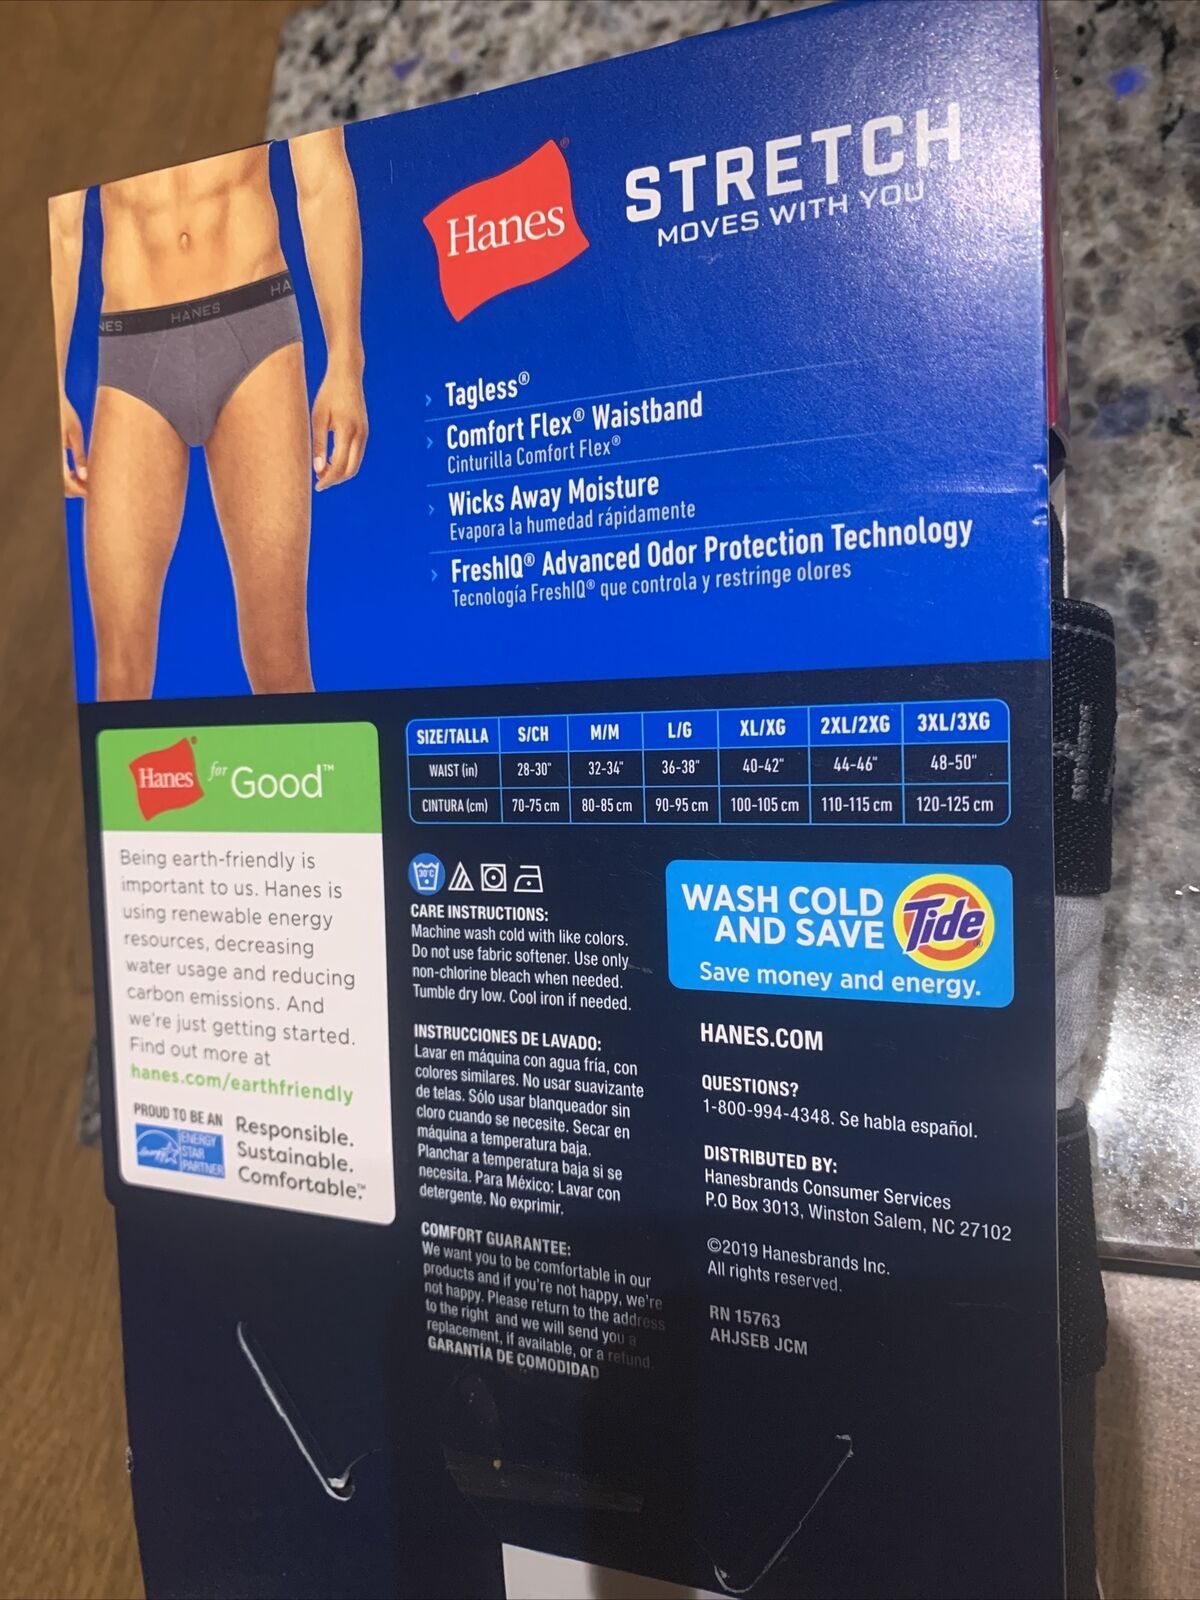 Hanes®
STRETCH
MOVES WITH YOU
NES HANES HA
› Tagless®
› Comfort Flex® Waistband
Cinturilla Comfort Flex®
› Wicks Away Moisture
Evapora la humedad rápidamente
› FreshIQ® Advanced Odor Protection Technology
Tecnología FreshIQ® que controla y restringe olores
Hanes® for Good™
Being earth-friendly is
important to us. Hanes is
using renewable energy
resources, decreasing
water usage and reducing
carbon emissions. And
we're just getting started.
Find out more at
hanes.com/earthfriendly
PROUD TO BE AN
ENERGY
STAR
PARTNER
Responsible.
Sustainable.
Comfortable.™
SIZE/TALLA S/CH M/M L/G XL/XG 2XL/2XG 3XL/3XG
WAIST (in) 28-30" 32-34" 36-38" 40-42" 44-46" 48-50"
CINTURA (cm) 70-75 cm 80-85 cm 90-95 cm 100-105 cm 110-115 cm 120-125 cm
30°C
CARE INSTRUCTIONS:
Machine wash cold with like colors.
Do not use fabric softener. Use only
non-chlorine bleach when needed.
Tumble dry low. Cool iron if needed.
INSTRUCCIONES DE LAVADO:
Lavar en máquina con agua fría, con
colores similares. No usar suavizante
de telas. Sólo usar blanqueador sin
cloro cuando se necesite. Secar en
máquina a temperatura baja.
Planchar a temperatura baja si se
necesita. Para México: Lavar con
detergente. No exprimir.
COMFORT GUARANTEE:
We want you to be comfortable in our
products and if you're not happy, we're
not happy. Please return to the address
to the right and we will send you a
replacement, if available, or a refund.
GARANTÍA DE COMODIDAD
WASH COLD
AND SAVE
Tide®
Save money and energy.
HANES.COM
QUESTIONS?
1-800-994-4348. Se habla español.
DISTRIBUTED BY:
Hanesbrands Consumer Services
P.O Box 3013, Winston Salem, NC 27102
©2019 Hanesbrands Inc.
All rights reserved.
RN 15763
AHJSEB JCM